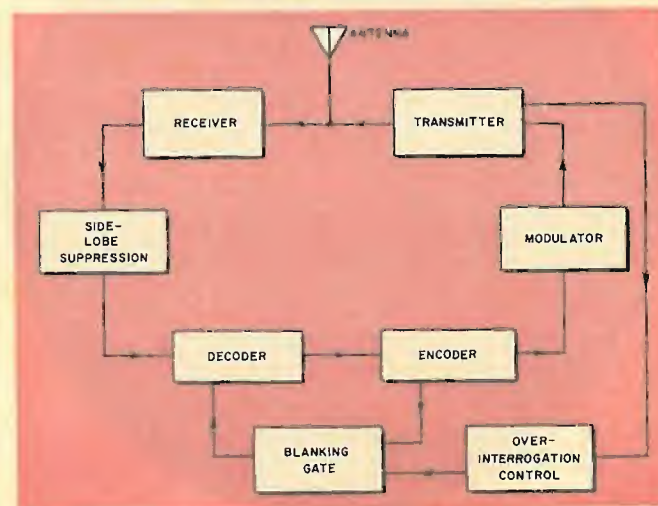 ANTENNA
RECEIVER
TRANSMITTER
SIDE-
LOBE
SUPPRESSION
MODULATOR
DECODER
ENCODER
BLANKING
GATE
OVER-
INTERROGATION
CONTROL